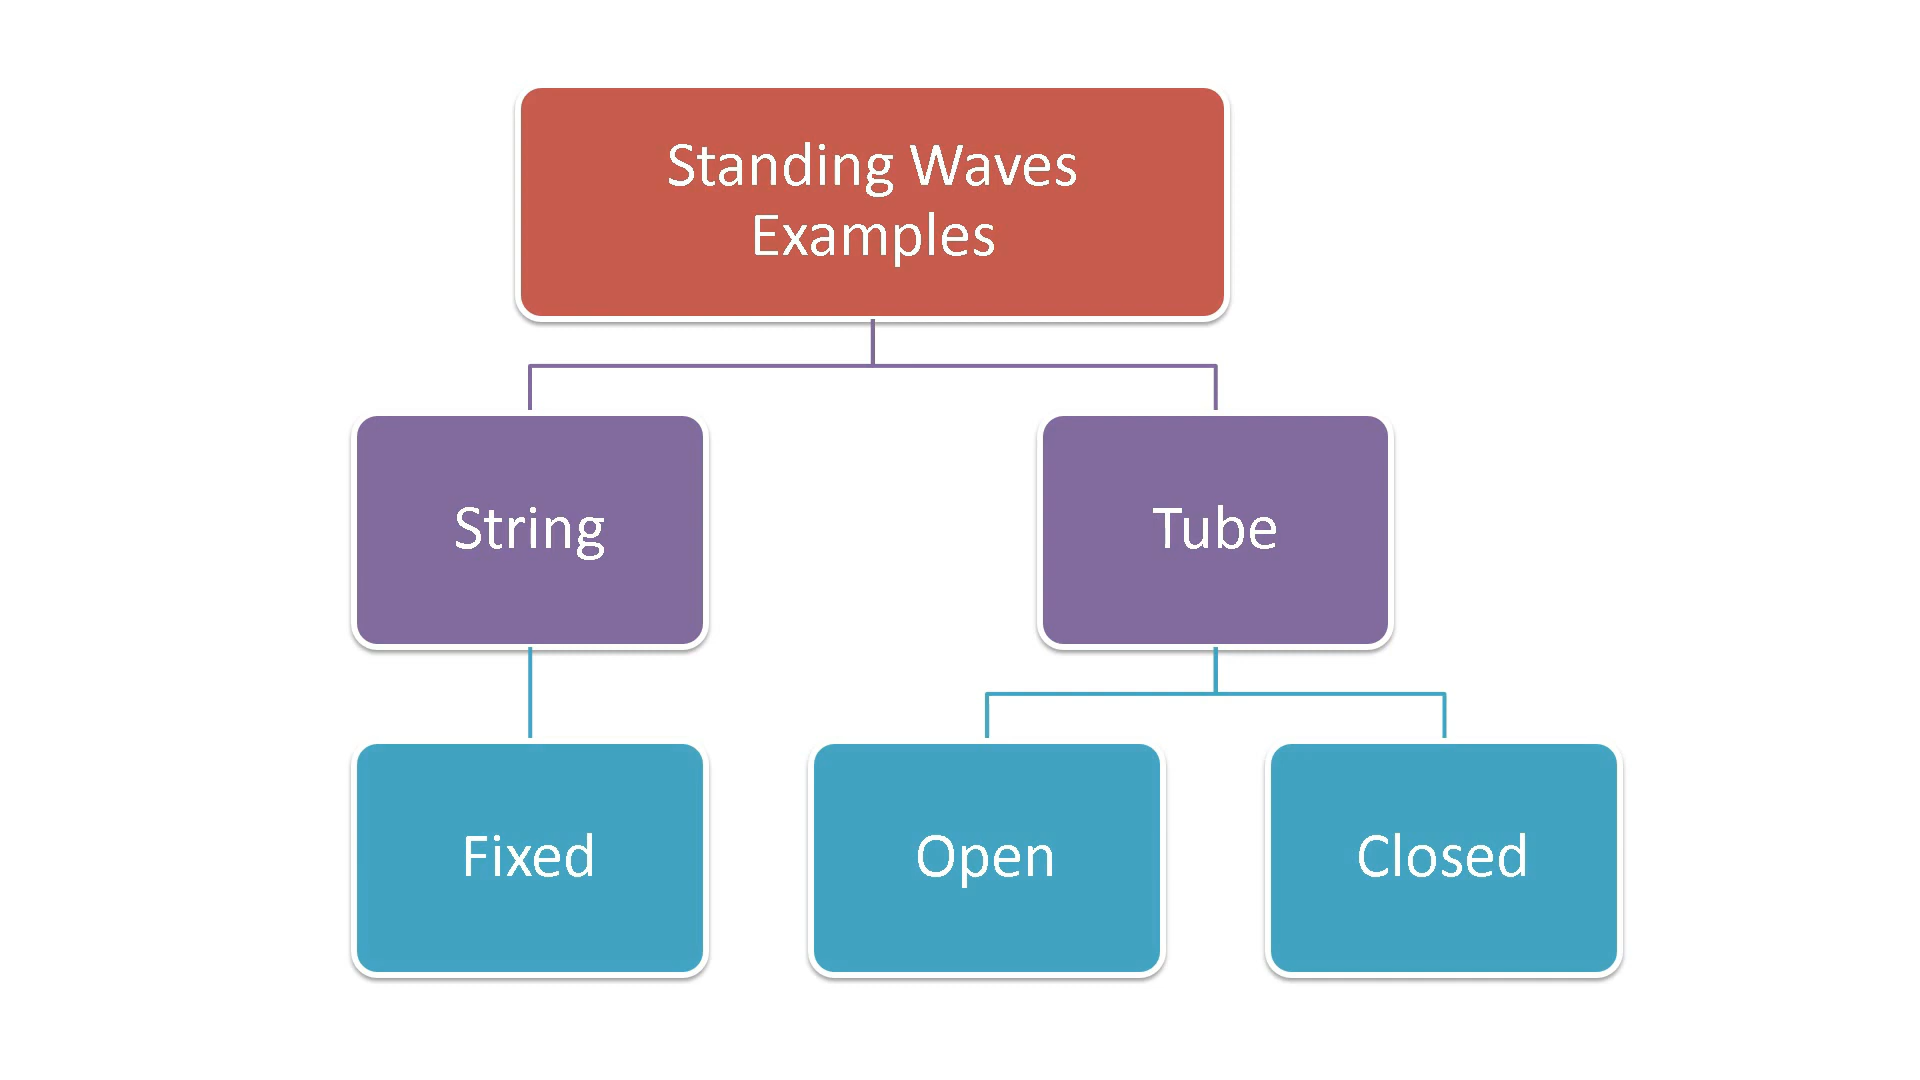 Standing Waves
Examples
String
Tube
Fixed
Open
Closed